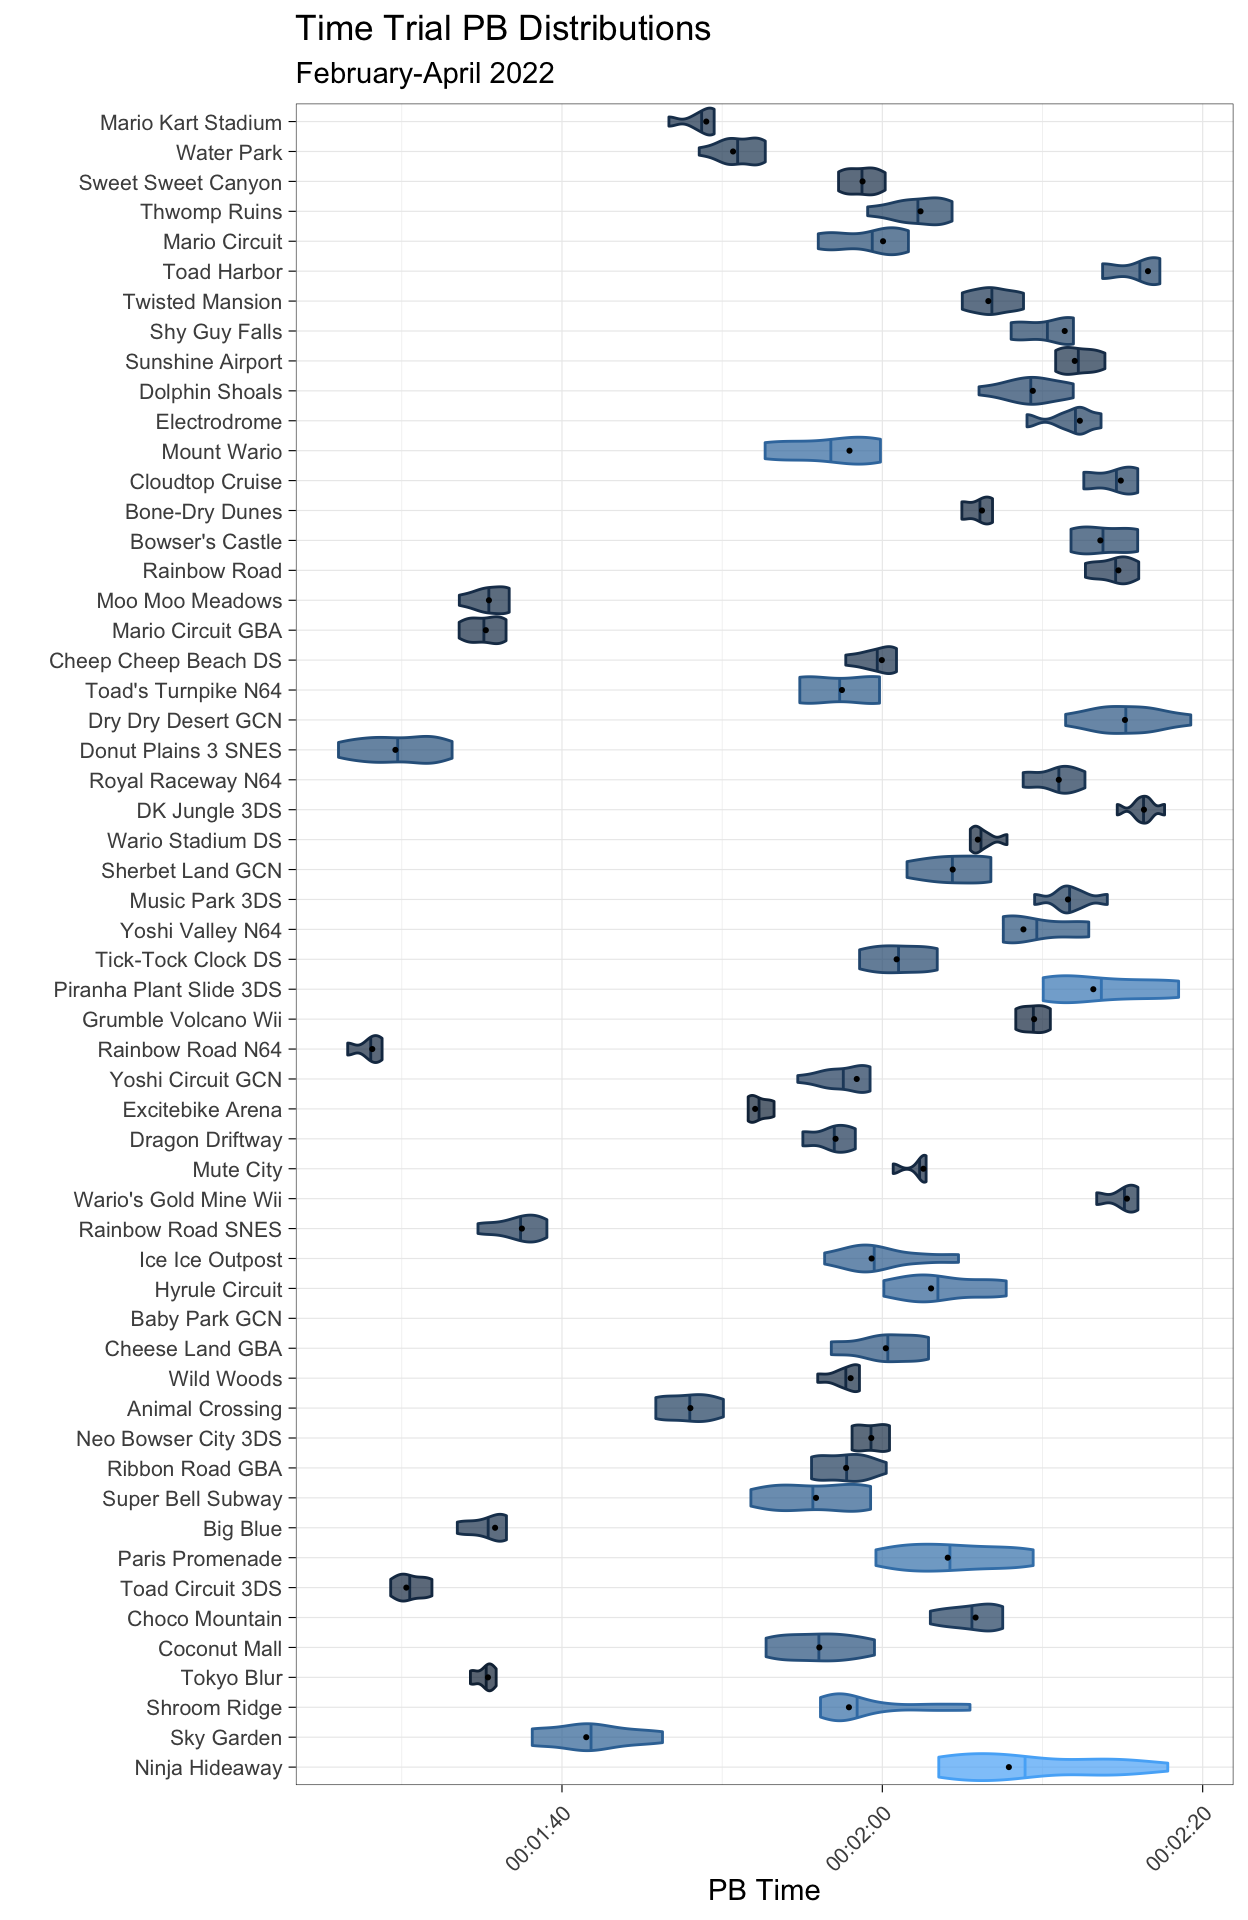 Time Trial PB Distributions
February-April 2022
Mario Kart Stadium
Water Park
Sweet Sweet Canyon
Thwomp Ruins
Mario Circuit
Toad Harbor
Twisted Mansion
Shy Guy Falls
Sunshine Airport
Dolphin Shoals
Electrodrome
Mount Wario
Cloudtop Cruise
Bone-Dry Dunes
Bowser's Castle
Rainbow Road
Moo Moo Meadows
Mario Circuit GBA
Cheep Cheep Beach DS
Toad's Turnpike N64
Dry Dry Desert GCN
Donut Plains 3 SNES
Royal Raceway N64
DK Jungle 3DS
Wario Stadium DS
Sherbet Land GCN
Music Park 3DS
Yoshi Valley N64
Tick-Tock Clock DS
Piranha Plant Slide 3DS
Grumble Volcano Wii
Rainbow Road N64
Yoshi Circuit GCN
Excitebike Arena
Dragon Driftway
Mute City
Wario's Gold Mine Wii
Rainbow Road SNES
Ice Ice Outpost
Hyrule Circuit
Baby Park GCN
Cheese Land GBA
Wild Woods
Animal Crossing
Neo Bowser City 3DS
Ribbon Road GBA
Super Bell Subway
Big Blue
Paris Promenade
Toad Circuit 3DS
Choco Mountain
Coconut Mall
Tokyo Blur
Shroom Ridge
Sky Garden
Ninja Hideaway
00:01:40
00:02:00
00:02:20
PB Time